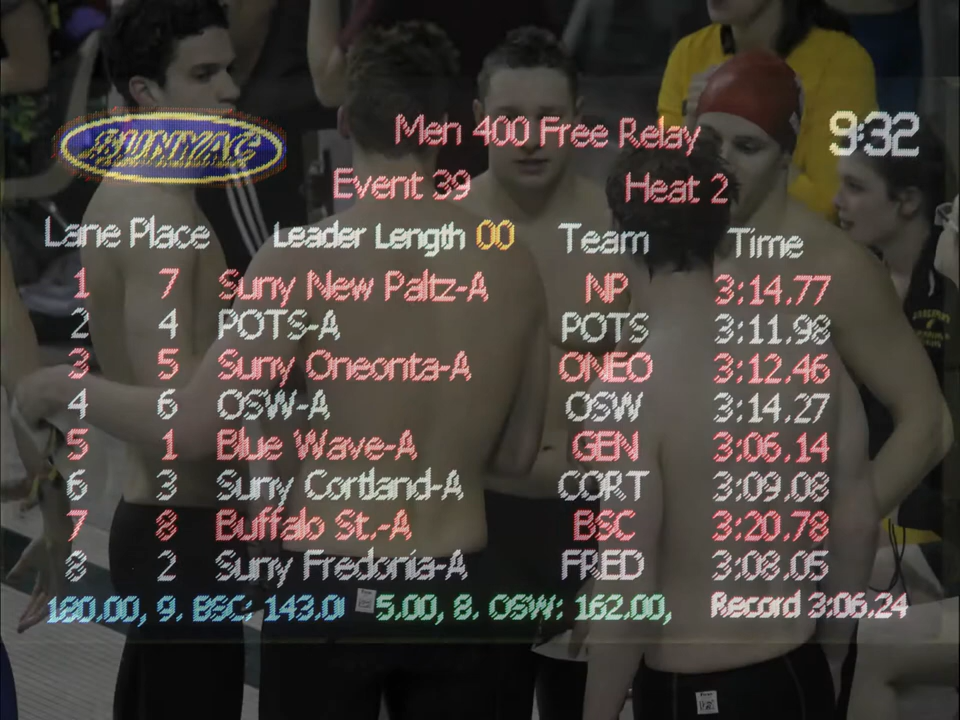 SUNYAC
Men 400 Free Relay 9:32
Event 39 Heat 2
Lane Place Leader Length 00 Team Time
1 7 Suny New Paltz-A NP 3:14.77
2 4 POTS-A POTS 3:11.98
3 5 Suny Oneonta-A ONEO 3:12.46
4 6 OSW-A OSW 3:14.27
5 1 Blue Wave-A GEN 3:06.14
6 3 Suny Cortland-A CORT 3:09.08
7 8 Buffalo St.-A BSC 3:20.78
8 2 Suny Fredonia-A FRED 3:08.05
180.00, 9. BSC: 143.0 5.00, 8. OSW: 162.00, Record 3:06.24